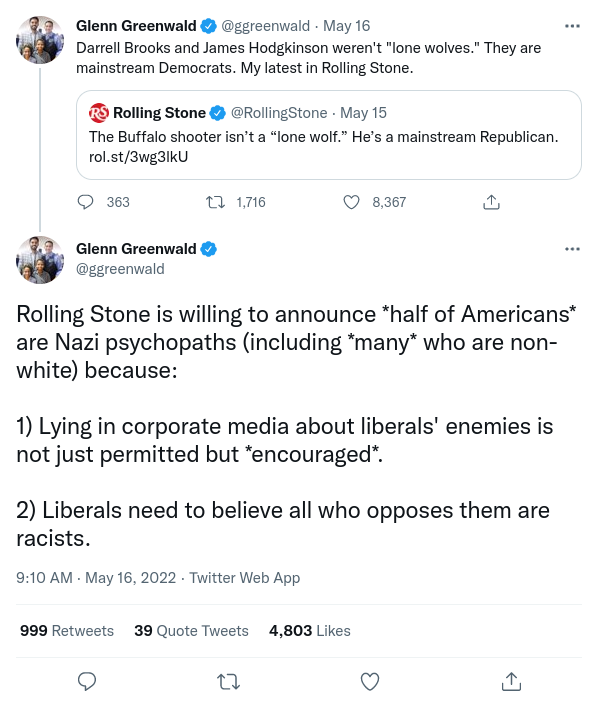 Glenn Greenwald @ggreenwald · May 16
Darrell Brooks and James Hodgkinson weren't "lone wolves." They are
mainstream Democrats. My latest in Rolling Stone.
RS Rolling Stone @RollingStone · May 15
The Buffalo shooter isn’t a “lone wolf.” He’s a mainstream Republican.
rol.st/3wg3lkU
363 1,716 8,367
Glenn Greenwald
@ggreenwald
Rolling Stone is willing to announce *half of Americans*
are Nazi psychopaths (including *many* who are non-
white) because:
1) Lying in corporate media about liberals' enemies is
not just permitted but *encouraged*.
2) Liberals need to believe all who opposes them are
racists.
9:10 AM · May 16, 2022 · Twitter Web App
999 Retweets 39 Quote Tweets 4,803 Likes